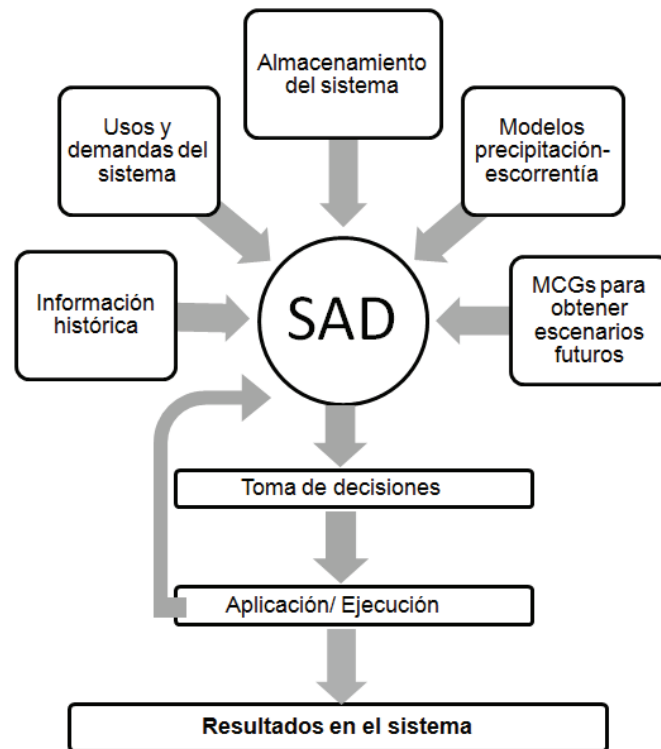 Almacenamiento
del sistema
Usos y
demandas del
sistema
Modelos
precipitación-
escorrentía
Información
histórica
SAD
MCGs para
obtener
escenarios
futuros
Toma de decisiones
Aplicación/ Ejecución
Resultados en el sistema